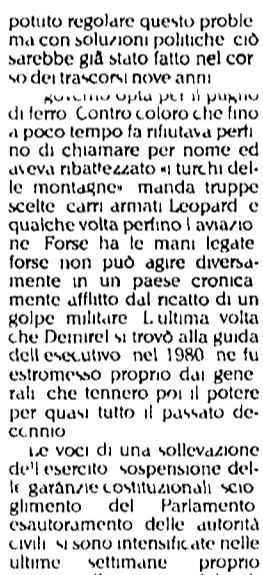 potuto regolare questo proble
ma con soluzioni politiche ciò
sarebbe già stato fatto nel cor
so dei trascorsi nove anni
governo opta per il pugno
di ferro Contro coloro che fino
a poco tempo fa rifiutava perfi
no di chiamare per nome ed
aveva ribattezzato «i turchi del-
le montagne» manda truppe
scelte carri armati Leopard e
qualche volta perfino l aviazio
ne Forse ha le mani legate
forse non può agire diversa-
mente in un paese cronica
mente afflitto dal ricatto di un
golpe militare L ultima volta
che Demirel si trovò alla guida
dell esecutivo nel 1980 ne fu
estromesso proprio dai gene
rali che tennero poi il potere
per quasi tutto il passato de-
cennio
Le voci di una sollevazione
dell esercito sospensione del-
le garanzie costituzionali scio
glimento del Parlamento
esautoramento delle autorità
civili si sono intensificate nelle
ultime settimane proprio